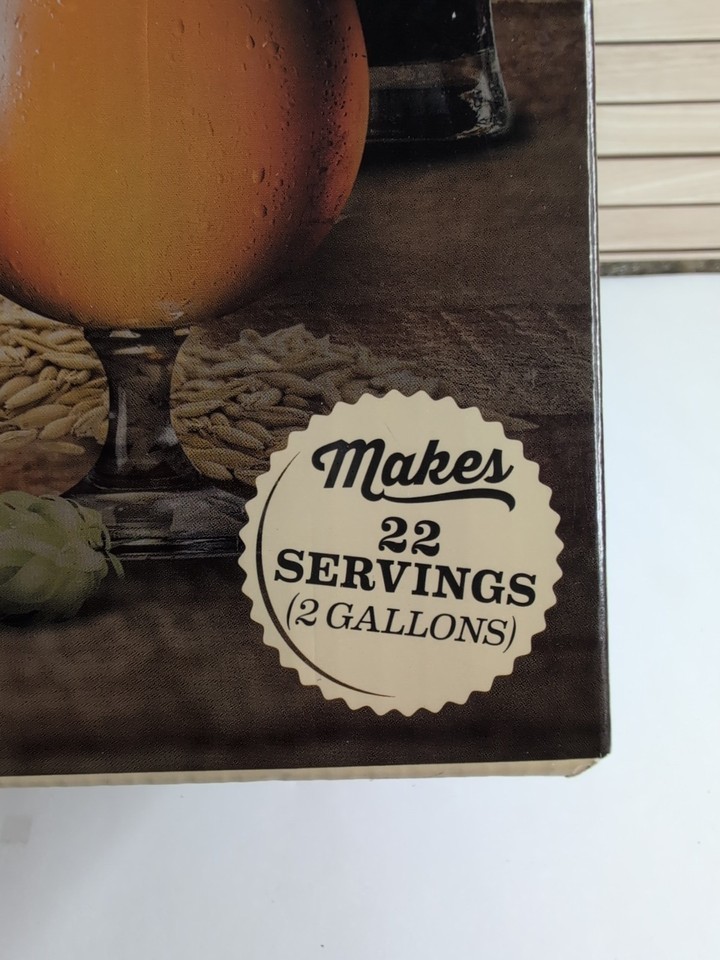 Makes
22
SERVINGS
(2 GALLONS)